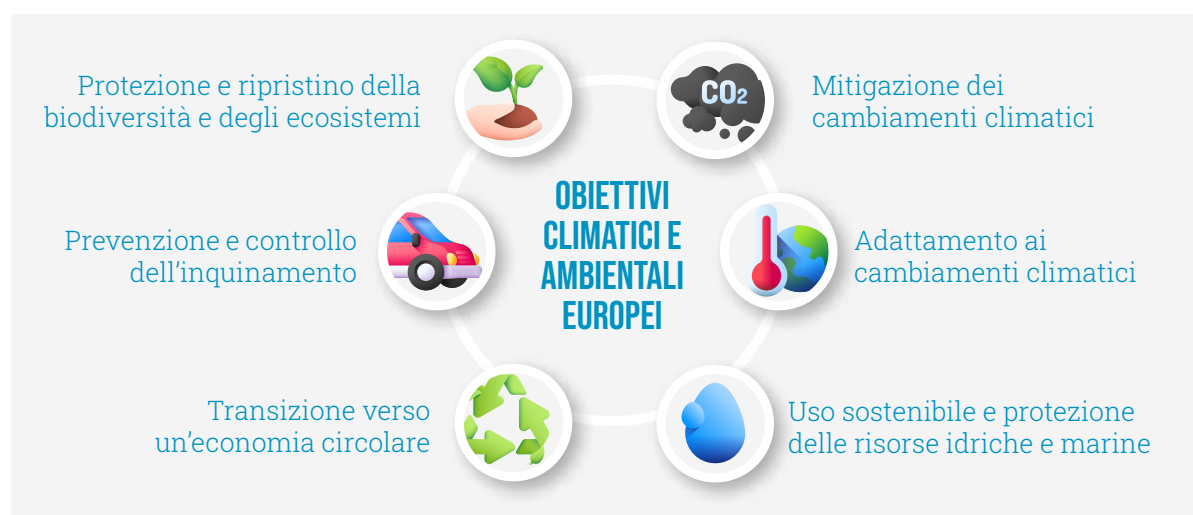 Protezione e ripristino della
biodiversità e degli ecosistemi
CO₂
Mitigazione dei
cambiamenti climatici
OBIETTIVI
CLIMATICI E
AMBIENTALI
EUROPEI
Prevenzione e controllo
dell’inquinamento
Adattamento ai
cambiamenti climatici
Transizione verso
un’economia circolare
Uso sostenibile e protezione
delle risorse idriche e marine